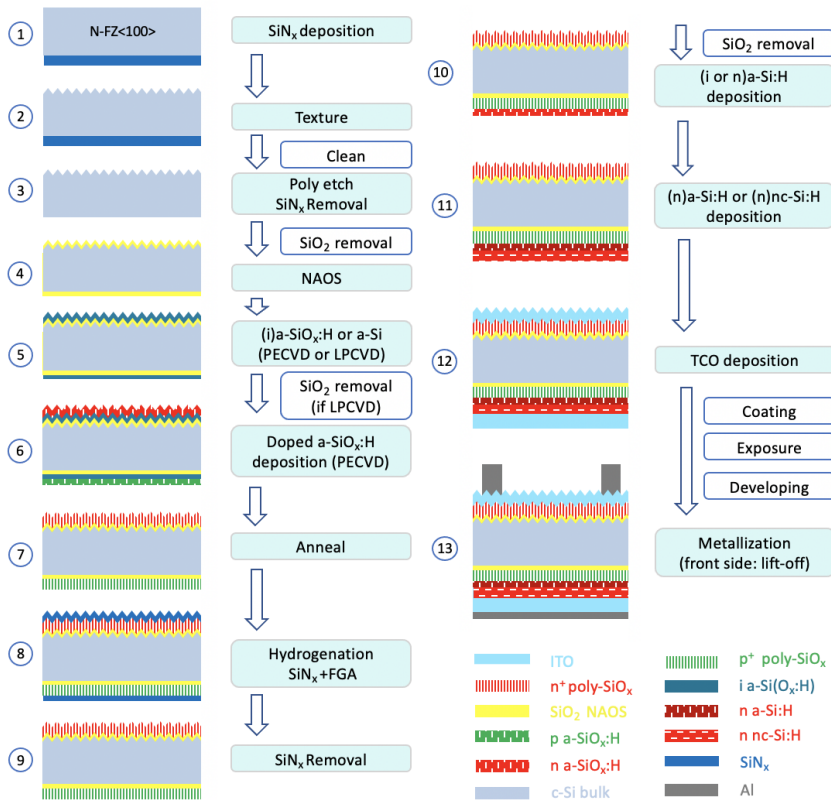 1
N-FZ<100>
SiNx deposition
2
Texture
Clean
3
Poly etch
SiNx Removal
SiO2 removal
4
NAOS
5
(i)a-SiOx:H or a-Si
(PECVD or LPCVD)
SiO2 removal
(if LPCVD)
6
Doped a-SiOx:H
deposition (PECVD)
7
Anneal
8
Hydrogenation
SiNx+FGA
9
SiNx Removal
10
SiO2 removal
(i or n)a-Si:H
deposition
11
(n)a-Si:H or (n)nc-Si:H
deposition
12
TCO deposition
Coating
Exposure
Developing
13
Metallization
(front side: lift-off)
ITO
n+ poly-SiOx
SiO2 NAOS
p a-SiOx:H
n a-SiOx:H
c-Si bulk
p+ poly-SiOx
i a-Si(Ox:H)
n a-Si:H
n nc-Si:H
SiNx
Al